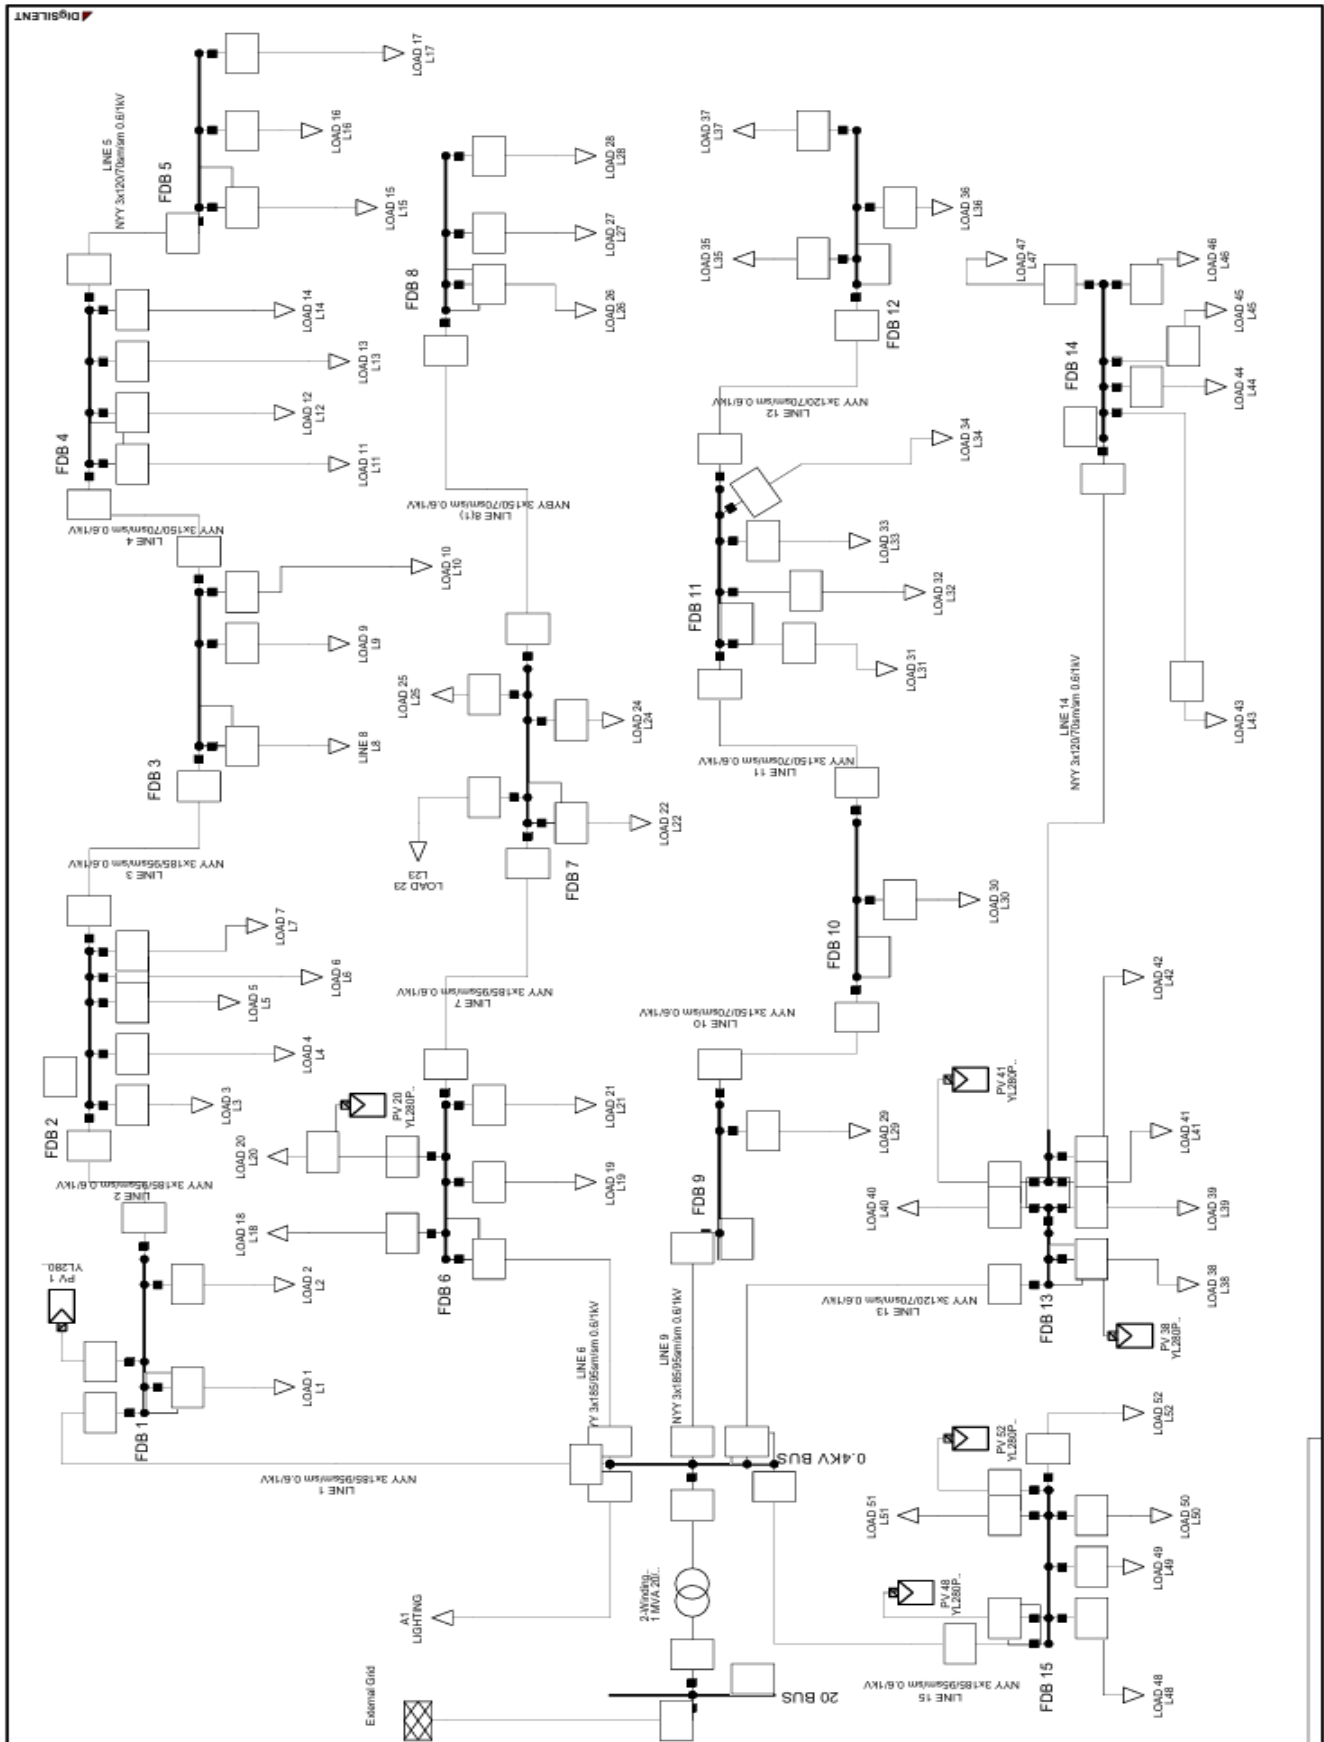 DIgSILENT
LOAD 17
L17
LOAD 16
L16
LINE 5
NYY 3x120/70sm/sm 0.6/1kV
FDB 5
LOAD 15
L15
LOAD 14
L14
LOAD 13
L13
LOAD 12
L12
LOAD 11
L11
FDB 4
NYY 3x150/70sm/sm 0.6/1kV
LINE 4
LOAD 10
L10
LOAD 9
L9
LINE 8
L8
FDB 3
NYY 3x185/95sm/sm 0.6/1kV
LINE 3
LOAD 7
L7
LOAD 6
L6
LOAD 5
L5
LOAD 4
L4
LOAD 3
L3
FDB 2
NYY 3x185/95sm/sm 0.6/1kV
LINE 2
PV 1
YL280...
LOAD 2
L2
LOAD 1
L1
FDB 1
NYY 3x185/95sm/sm 0.6/1kV
LINE 1
LOAD 28
L28
LOAD 27
L27
LOAD 26
L26
FDB 8
NYBY 3x150/70sm/sm 0.6/1kV
LINE 8(1)
LOAD 25
L25
LOAD 24
L24
LOAD 23
L23
LOAD 22
L22
FDB 7
NYY 3x185/95sm/sm 0.6/1kV
LINE 7
PV 20
YL280P..
LOAD 21
L21
LOAD 20
L20
LOAD 19
L19
LOAD 18
L18
FDB 6
LINE 6
YY 3x185/95sm/sm 0.6/1kV
LOAD 37
L37
LOAD 36
L36
LOAD 35
L35
FDB 12
NYY 3x120/70sm/sm 0.6/1kV
LINE 12
LOAD 34
L34
LOAD 33
L33
LOAD 32
L32
LOAD 31
L31
FDB 11
NYY 3x150/70sm/sm 0.6/1kV
LINE 11
LOAD 30
L30
FDB 10
NYY 3x150/70sm/sm 0.6/1kV
LINE 10
LOAD 29
L29
FDB 9
LINE 9
NYY 3x185/95sm/sm 0.6/1kV
LOAD 47
L47
LOAD 46
L46
LOAD 45
L45
LOAD 44
L44
FDB 14
LOAD 43
L43
LINE 14
NYY 3x120/70sm/sm 0.6/1kV
LOAD 42
L42
PV 41
YL280P..
LOAD 41
L41
LOAD 40
L40
LOAD 39
L39
LOAD 38
L38
FDB 13
PV 38
YL280P..
NYY 3x120/70sm/sm 0.6/1kV
LINE 13
LOAD 52
L52
PV 52
YL280P..
LOAD 51
L51
LOAD 50
L50
LOAD 49
L49
PV 48
YL280P..
LOAD 48
L48
FDB 15
NYY 3x185/95sm/sm 0.6/1kV
LINE 15
0.4KV BUS
2-Winding..
1 MVA 20/..
A1
LIGHTING
20 BUS
External Grid